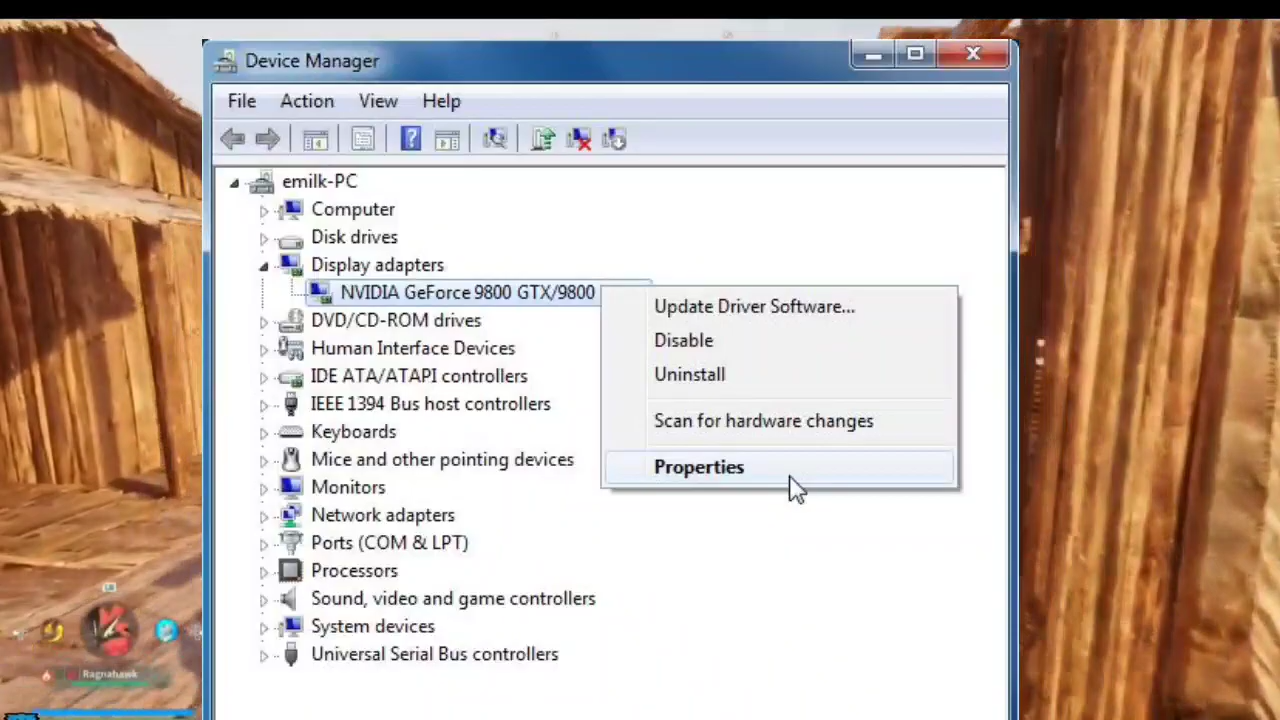 Device Manager
File Action View Help
emilk-PC
Computer
Disk drives
Display adapters
NVIDIA GeForce 9800 GTX/9800
Update Driver Software...
DVD/CD-ROM drives
Disable
Human Interface Devices
Uninstall
IDE ATA/ATAPI controllers
IEEE 1394 Bus host controllers
Scan for hardware changes
Keyboards
Mice and other pointing devices
Properties
Monitors
Network adapters
Ports (COM & LPT)
Processors
Sound, video and game controllers
System devices
Universal Serial Bus controllers
Ragnahawk